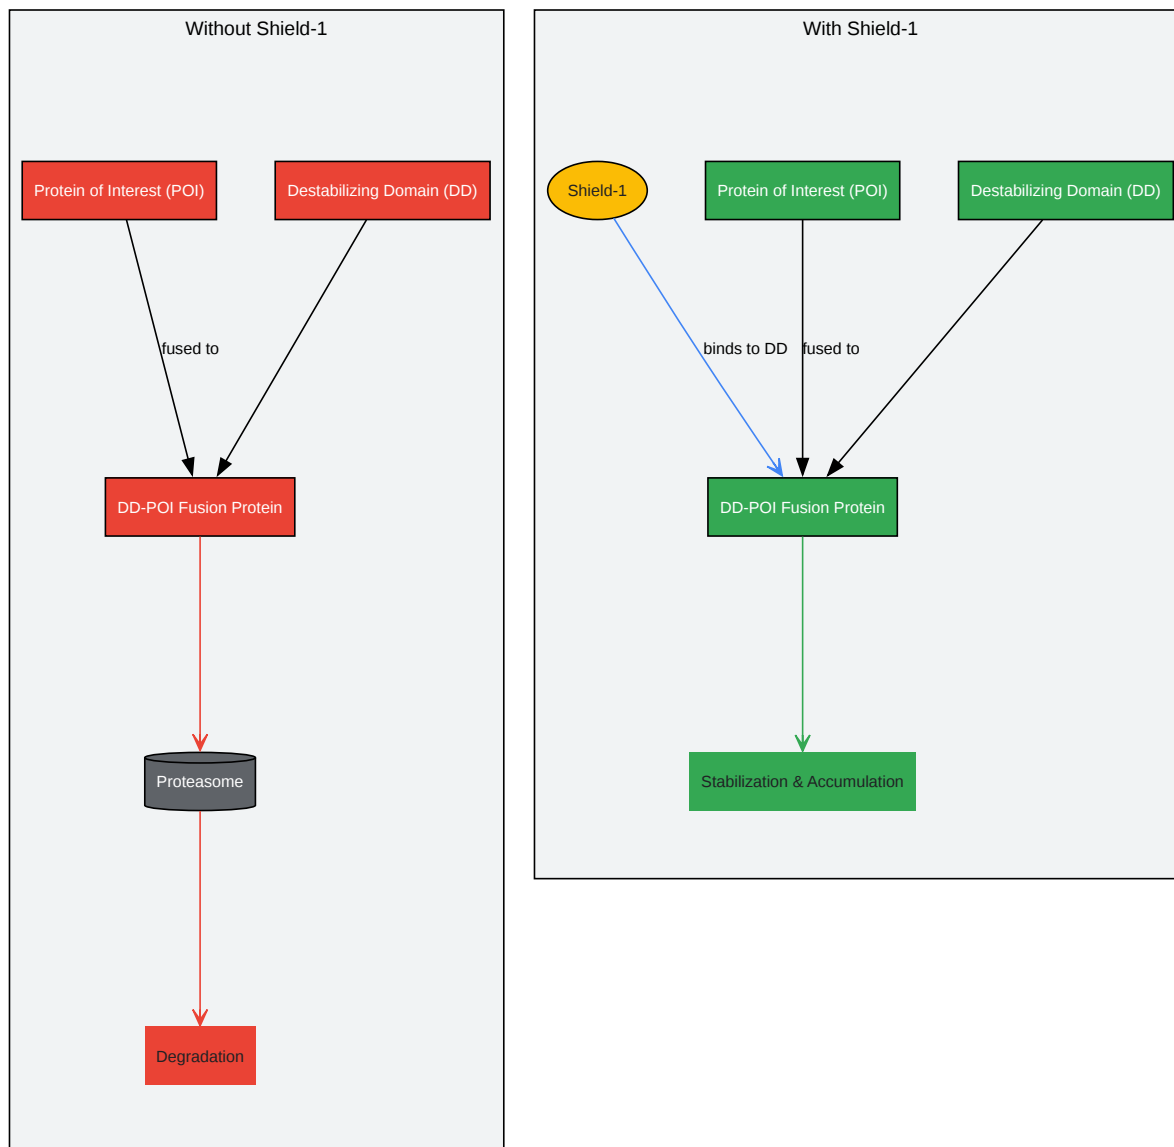 Without Shield-1
Protein of Interest (POI)
Destabilizing Domain (DD)
fused to
DD-POI Fusion Protein
Proteasome
Degradation
With Shield-1
Shield-1
Protein of Interest (POI)
Destabilizing Domain (DD)
binds to DD
fused to
DD-POI Fusion Protein
Stabilization & Accumulation